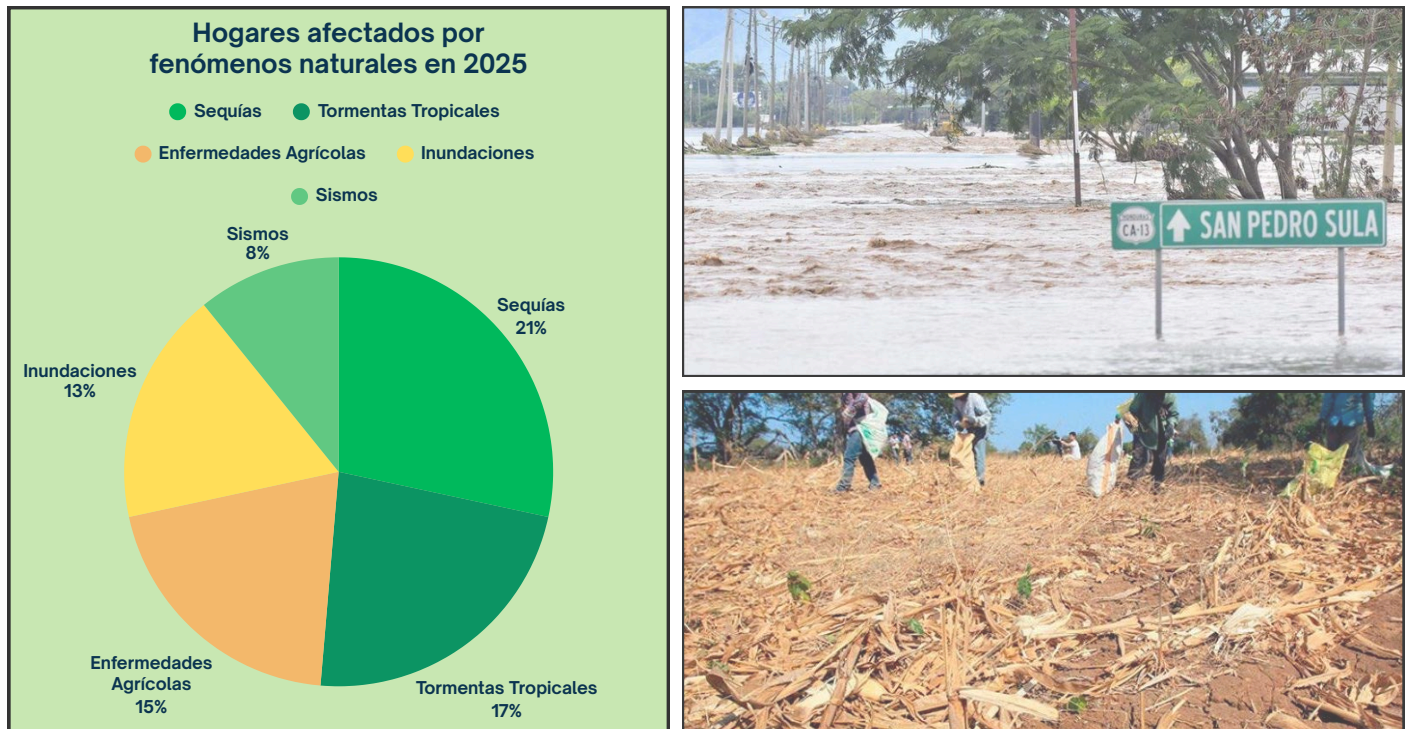 Hogares afectados por
fenómenos naturales en 2025
Sequías
Tormentas Tropicales
Enfermedades Agrícolas
Inundaciones
Sismos
Sismos
8%
Sequías
21%
Inundaciones
13%
Enfermedades
Agrícolas
15%
Tormentas Tropicales
17%
HONDURAS
CA-13
SAN PEDRO SULA